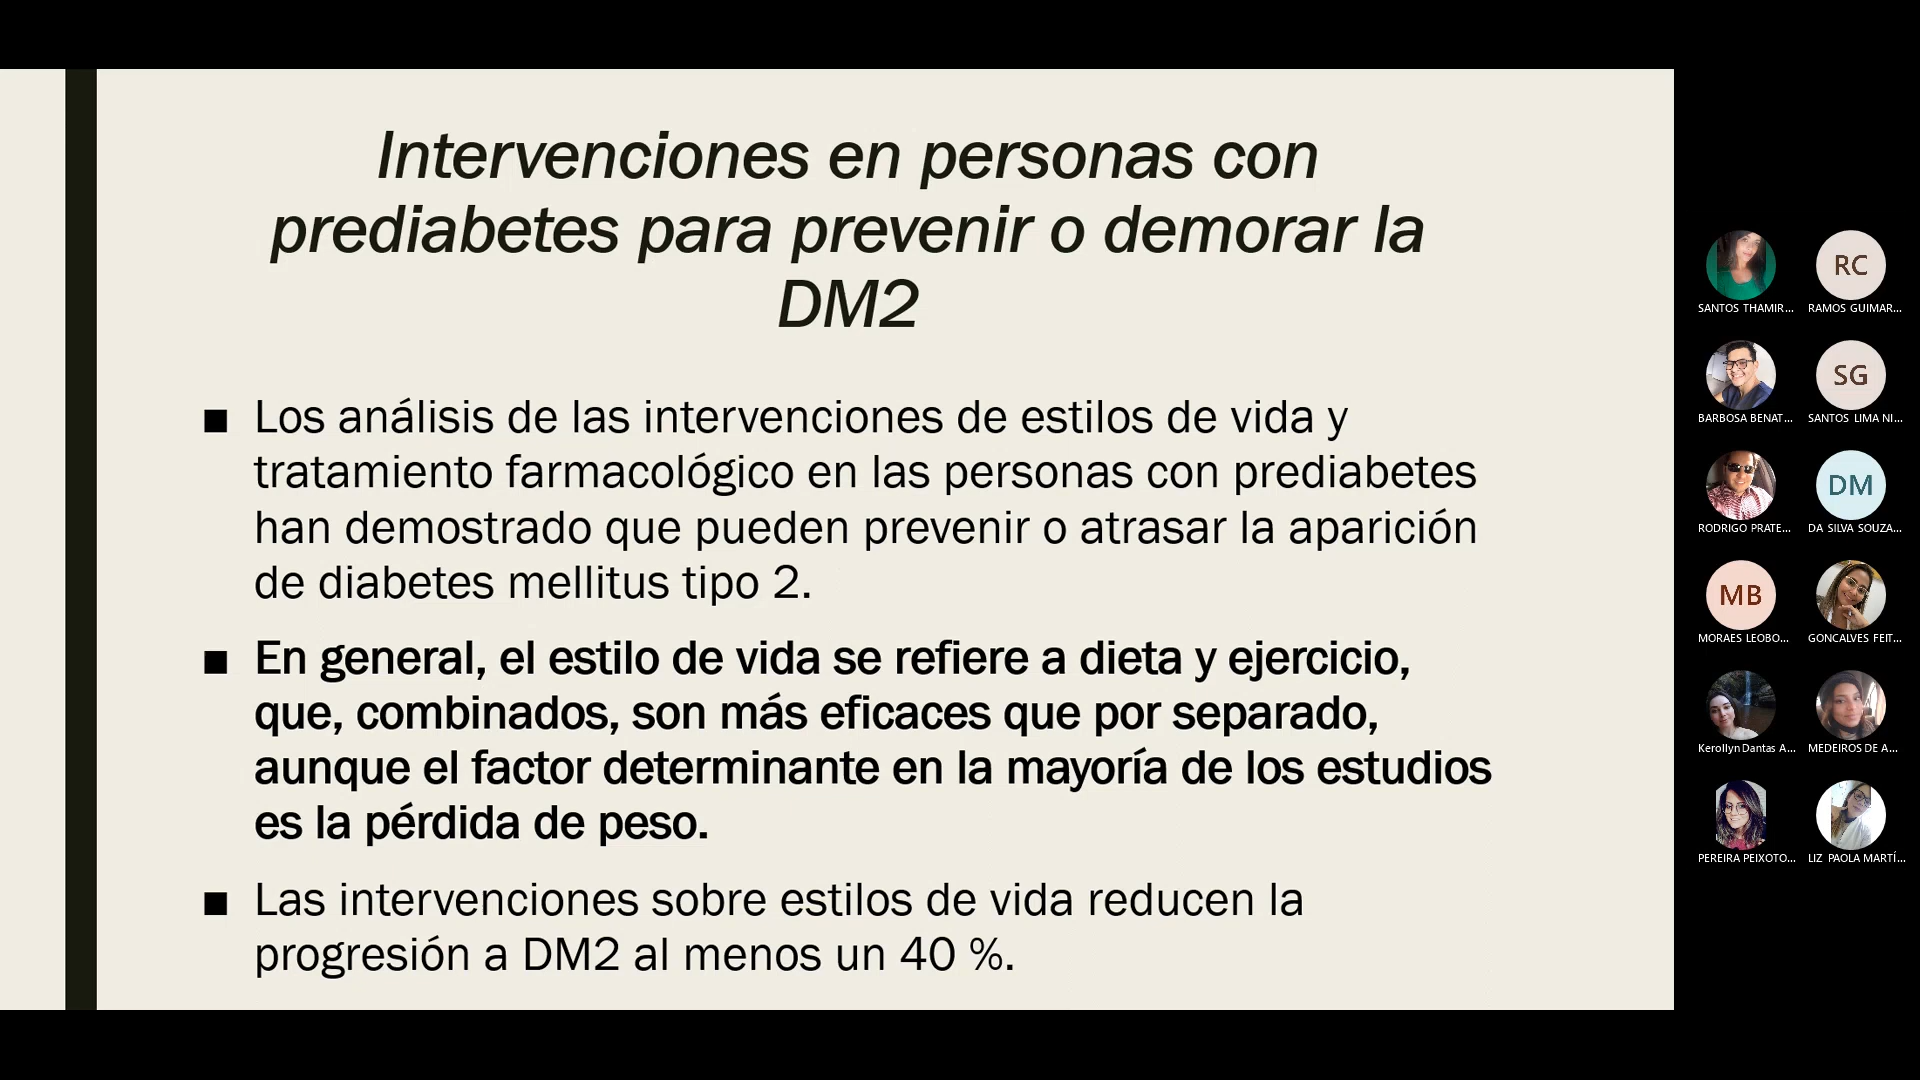 Intervenciones en personas con
prediabetes para prevenir o demorar la
DM2
■ Los análisis de las intervenciones de estilos de vida y
tratamiento farmacológico en las personas con prediabetes
han demostrado que pueden prevenir o atrasar la aparición
de diabetes mellitus tipo 2.
■ En general, el estilo de vida se refiere a dieta y ejercicio,
que, combinados, son más eficaces que por separado,
aunque el factor determinante en la mayoría de los estudios
es la pérdida de peso.
■ Las intervenciones sobre estilos de vida reducen la
progresión a DM2 al menos un 40 %.
RC
SANTOS THAMIR... RAMOS GUIMAR...
SG
BARBOSA BENAT... SANTOS LIMA NI...
DM
RODRIGO PRATE... DA SILVA SOUZA...
MB
MORAES LEOBO... GONCALVES FEIT...
Kerollyn Dantas A... MEDEIROS DE A...
PEREIRA PEIXOTO... LIZ PAOLA MARTÍ...